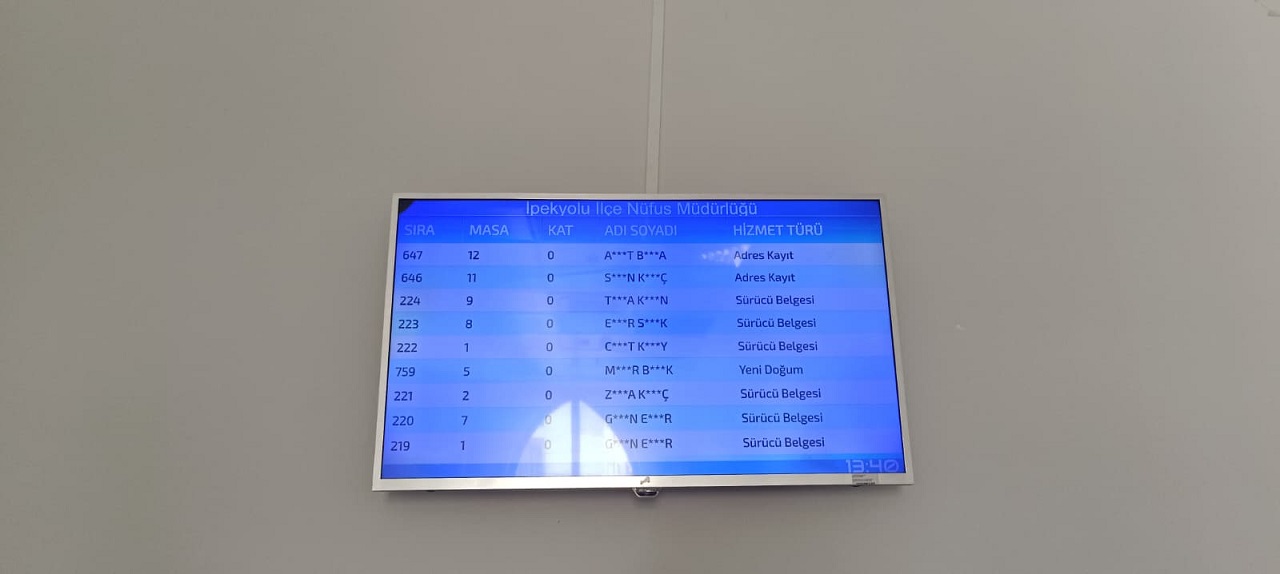 İpekyolu İlçe Nüfus Müdürlüğü
SIRA MASA KAT ADI SOYADI HİZMET TÜRÜ
647 12 0 A***T B***A Adres Kayıt
646 11 0 S***N K***Ç Adres Kayıt
224 9 0 T***A K***N Sürücü Belgesi
223 8 0 E***R S***K Sürücü Belgesi
222 1 0 C***T K***Y Sürücü Belgesi
759 5 0 M***R B***K Yeni Doğum
221 2 0 Z***A K***Ç Sürücü Belgesi
220 7 0 G***N E***R Sürücü Belgesi
219 1 0 G***N E***R Sürücü Belgesi
13:40